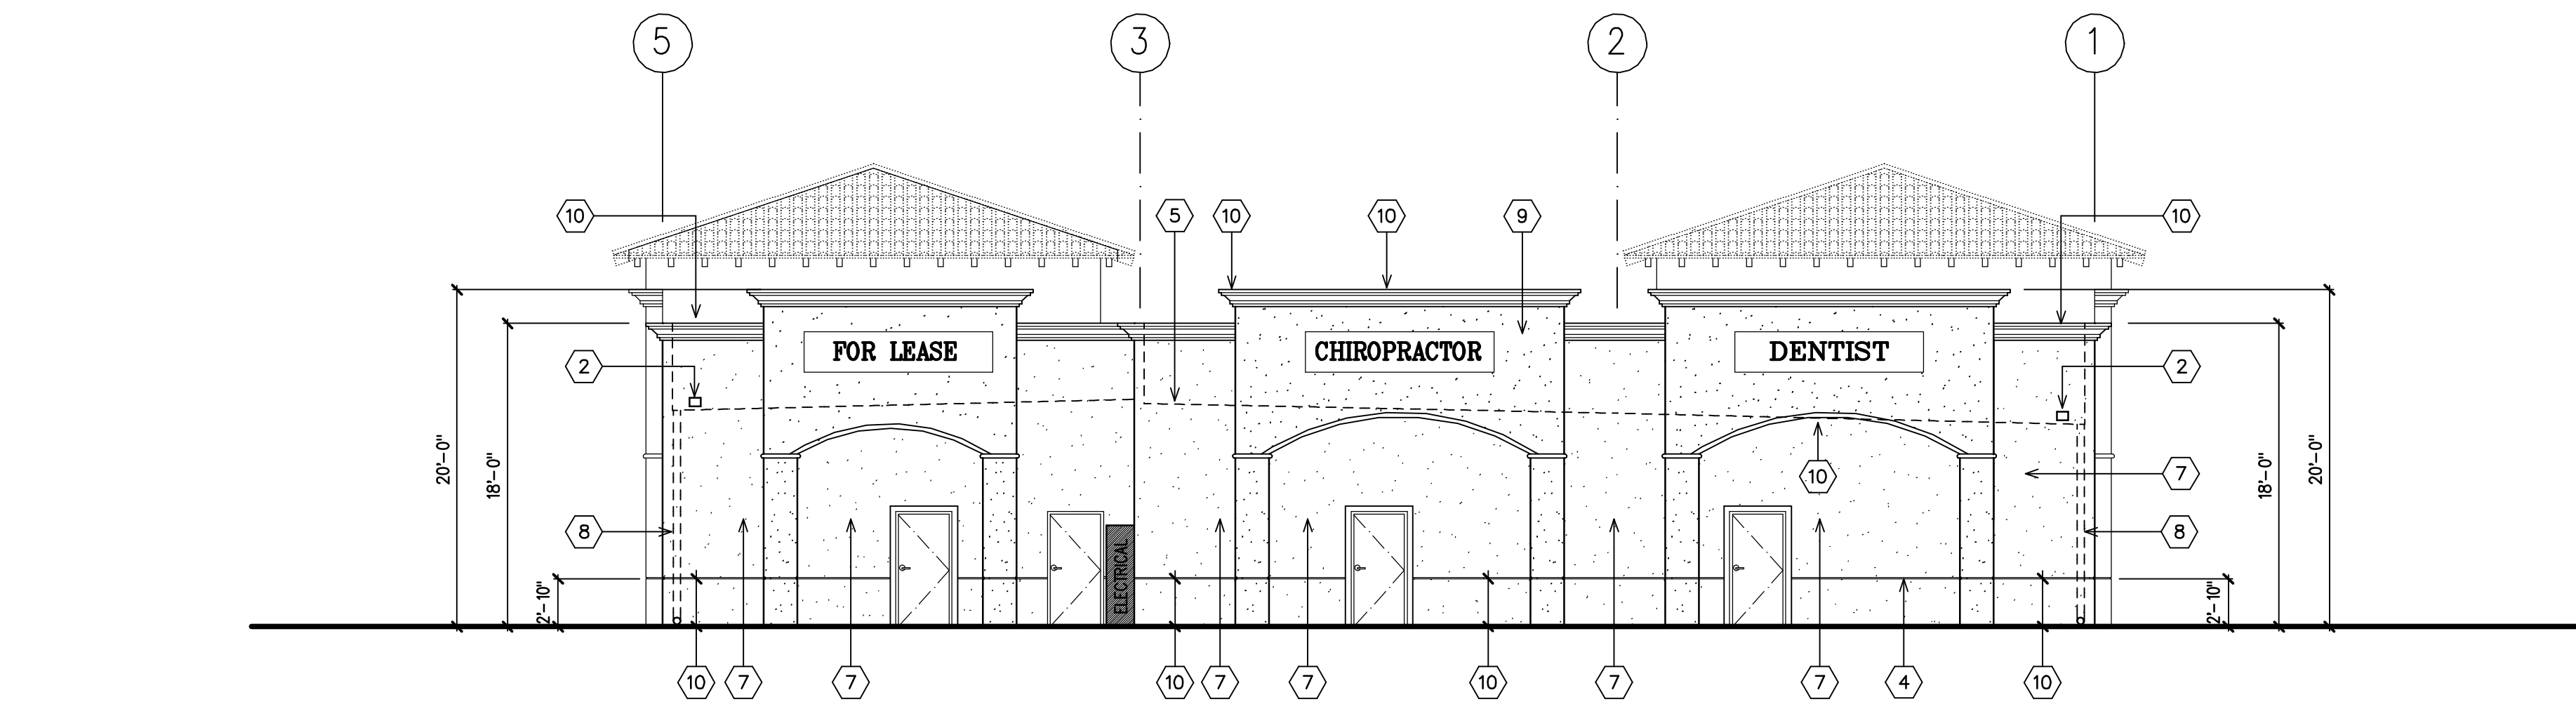 5 3 2 1
10 5 10 10 9 10
FOR LEASE CHIROPRACTOR DENTIST
2 2
20'-0" 18'-0" 10 7 18'-0" 20'-0"
8 8
ELECTRICAL
2'-10" 2'-10"
10 7 7 10 7 7 10 7 7 4 10